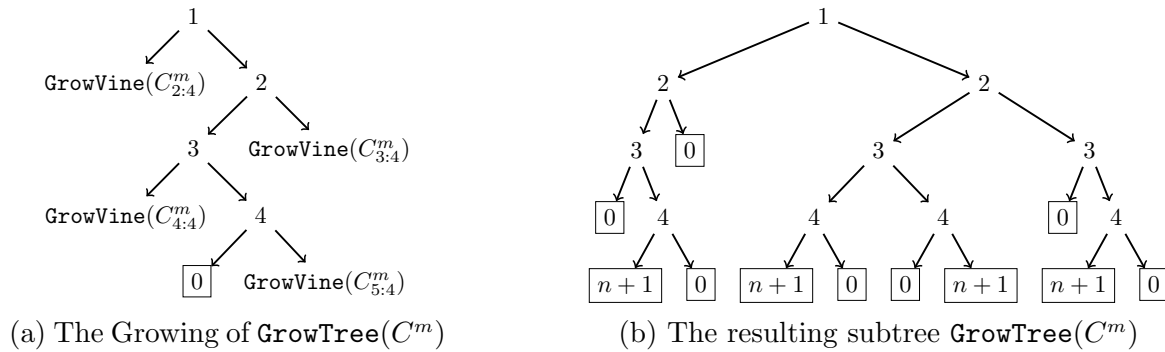 1
GrowVine($C^m_{2:4}$) 2
3 GrowVine($C^m_{3:4}$)
GrowVine($C^m_{4:4}$) 4
0 GrowVine($C^m_{5:4}$)
(a) The Growing of GrowTree($C^m$)
1
2 2
3 0 3 3
0 4 4 4 0 4
n + 1 0 n + 1 0 0 n + 1 n + 1 0
(b) The resulting subtree GrowTree($C^m$)